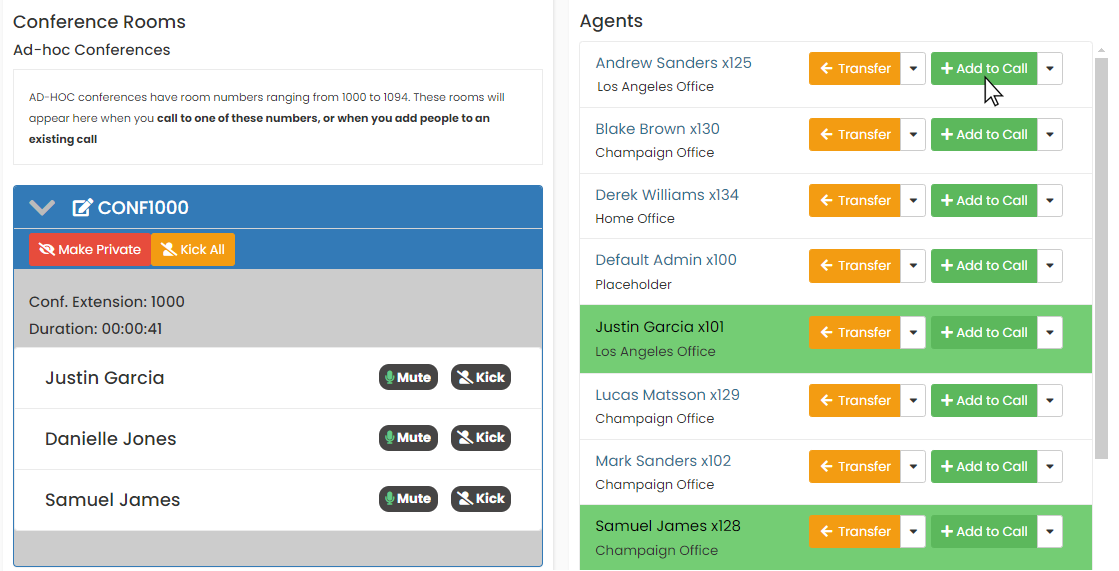 Conference Rooms
Ad-hoc Conferences
AD-HOC conferences have room numbers ranging from 1000 to 1094. These rooms will
appear here when you call to one of these numbers, or when you add people to an
existing call
CONF1000
Make Private Kick All
Conf. Extension: 1000
Duration: 00:00:41
Justin Garcia Mute Kick
Danielle Jones Mute Kick
Samuel James Mute Kick
Agents
Andrew Sanders x125 Transfer Add to Call
Los Angeles Office
Blake Brown x130 Transfer Add to Call
Champaign Office
Derek Williams x134 Transfer Add to Call
Home Office
Default Admin x100 Transfer Add to Call
Placeholder
Justin Garcia x101 Transfer Add to Call
Los Angeles Office
Lucas Matsson x129 Transfer Add to Call
Champaign Office
Mark Sanders x102 Transfer Add to Call
Champaign Office
Samuel James x128 Transfer Add to Call
Champaign Office